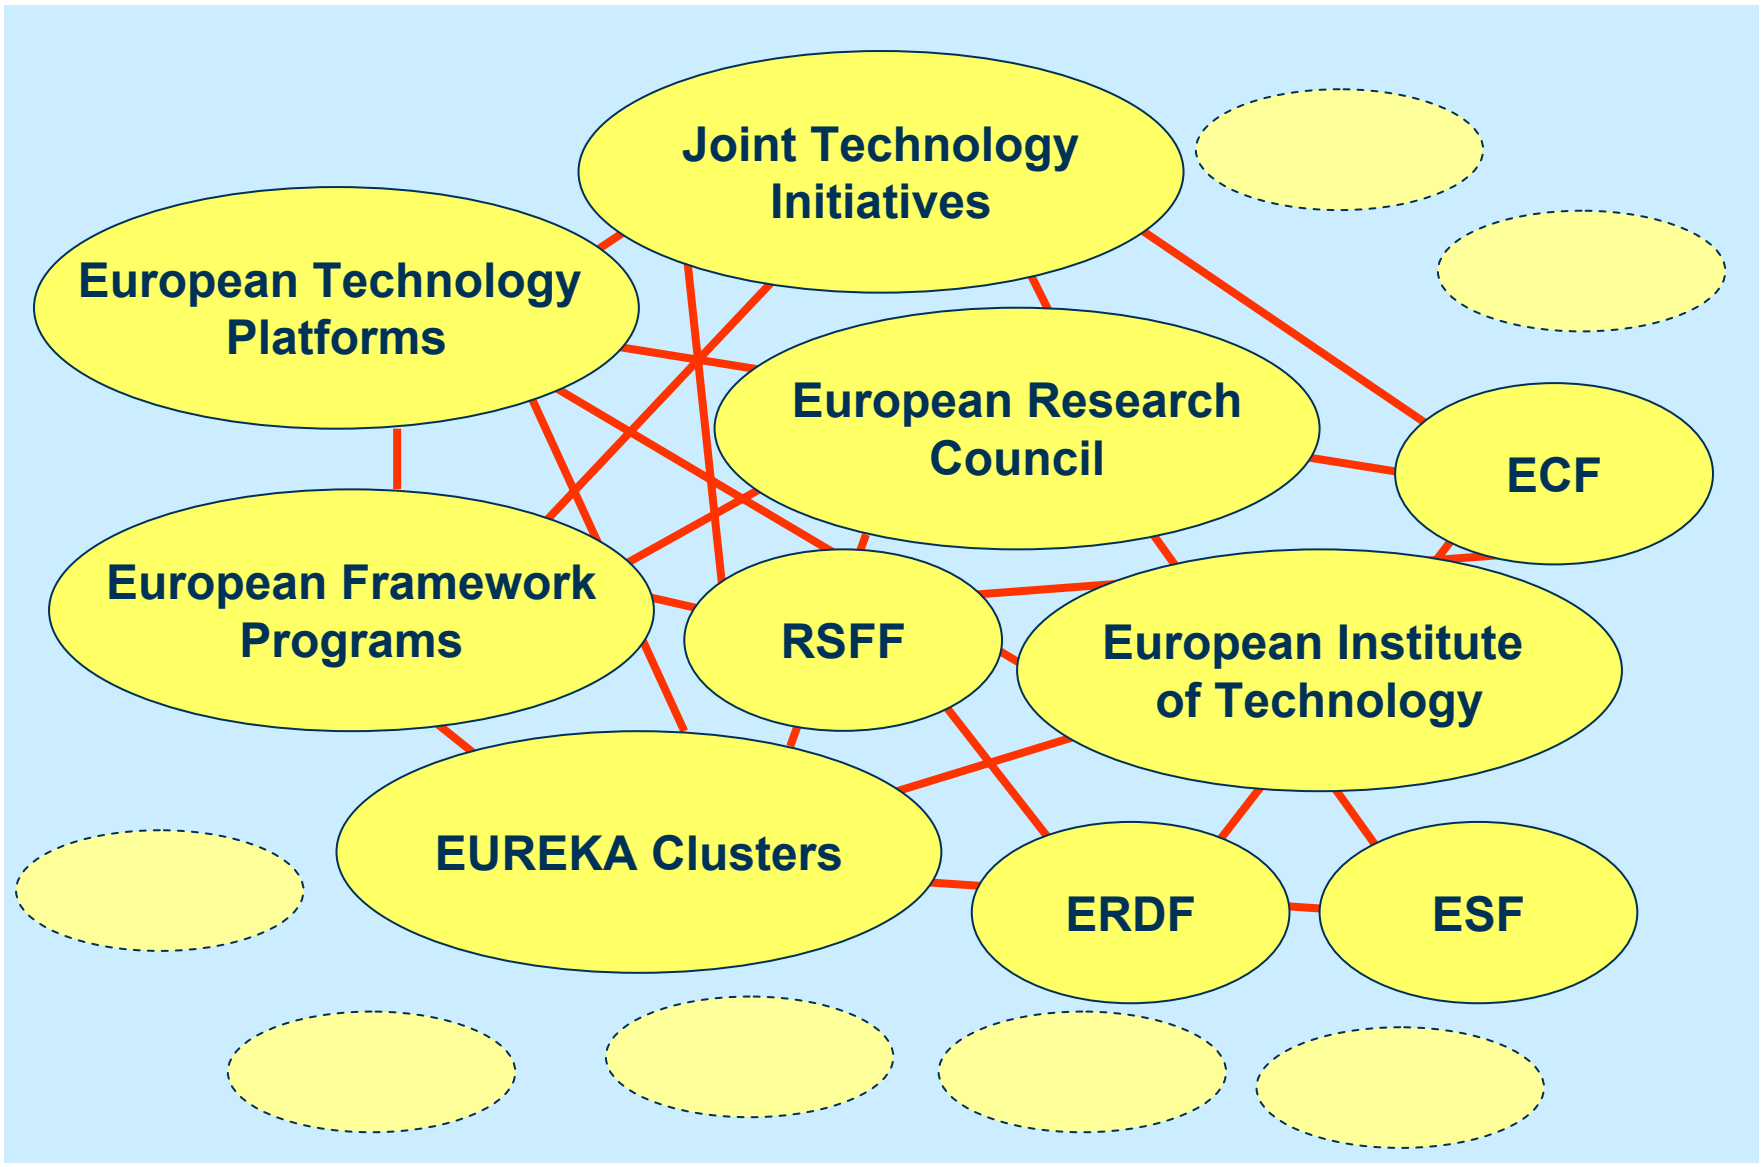 Joint Technology
Initiatives
European Technology
Platforms
European Research
Council
ECF
European Framework
Programs
RSFF
European Institute
of Technology
EUREKA Clusters
ERDF
ESF